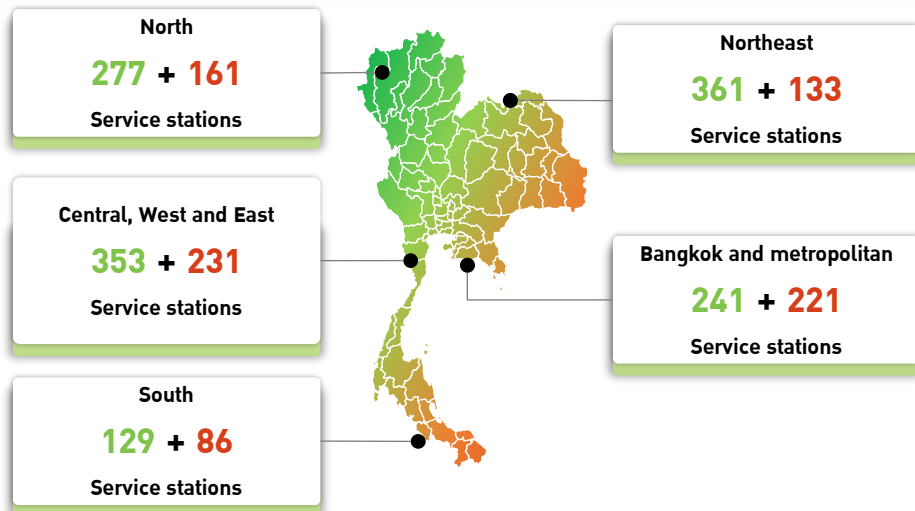 North
277 + 161
Service stations
Northeast
361 + 133
Service stations
Central, West and East
353 + 231
Service stations
Bangkok and metropolitan
241 + 221
Service stations
South
129 + 86
Service stations